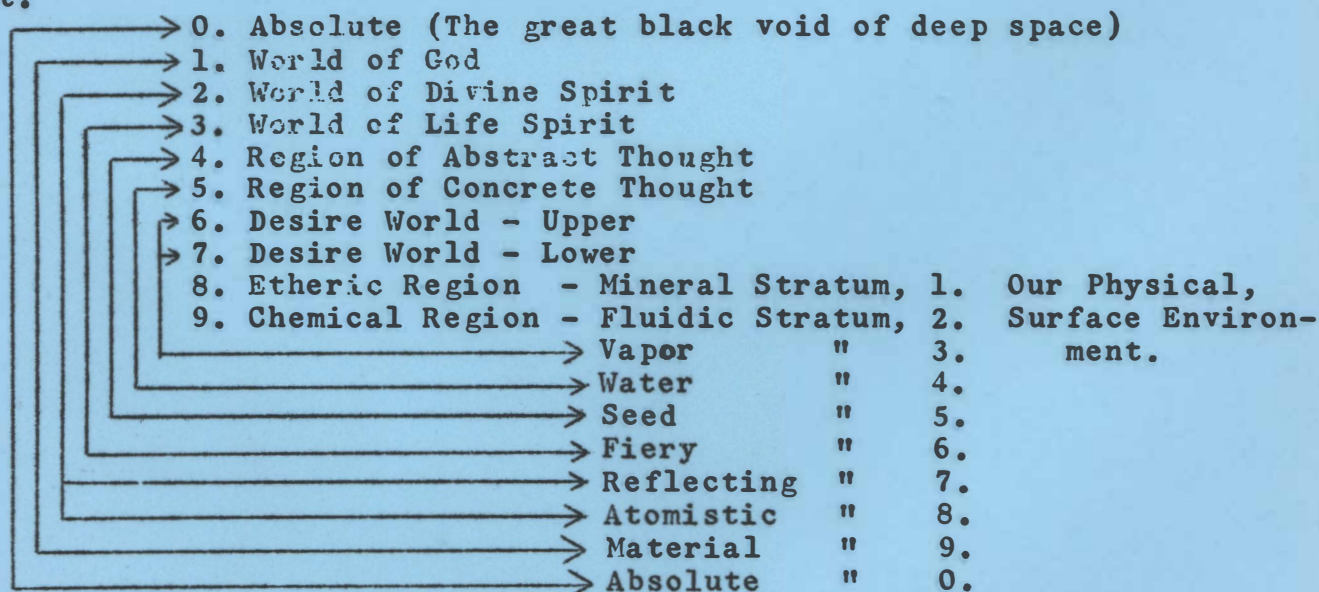 0. Absolute (The great black void of deep space)
1. World of God
2. World of Divine Spirit
3. World of Life Spirit
4. Region of Abstract Thought
5. Region of Concrete Thought
6. Desire World - Upper
7. Desire World - Lower
8. Etheric Region - Mineral Stratum, 1. Our Physical,
9. Chemical Region - Fluidic Stratum, 2. Surface Environ-
Vapor " 3. ment.
Water " 4.
Seed " 5.
Fiery " 6.
Reflecting " 7.
Atomistic " 8.
Material " 9.
Absolute " 0.